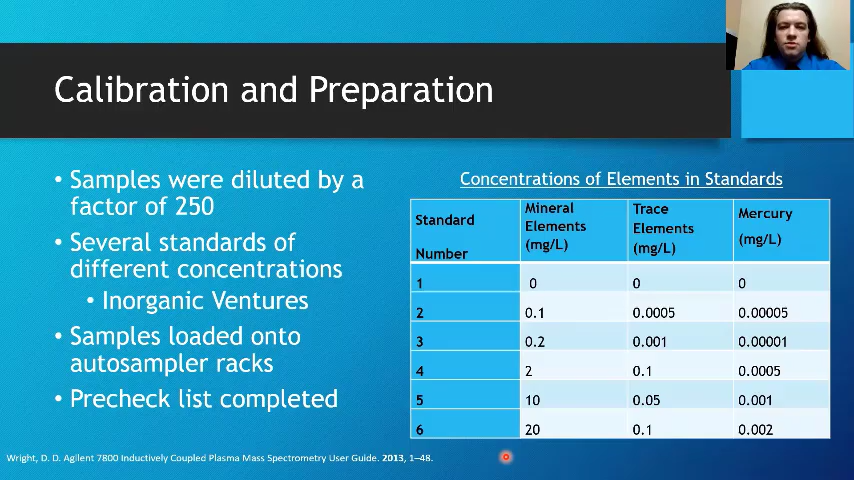 Calibration and Preparation
• Samples were diluted by a
factor of 250
• Several standards of
different concentrations
• Inorganic Ventures
• Samples loaded onto
autosampler racks
• Precheck list completed
Concentrations of Elements in Standards
Standard Number | Mineral Elements (mg/L) | Trace Elements (mg/L) | Mercury (mg/L)
1 | 0 | 0 | 0
2 | 0.1 | 0.0005 | 0.00005
3 | 0.2 | 0.001 | 0.00001
4 | 2 | 0.1 | 0.0005
5 | 10 | 0.05 | 0.001
6 | 20 | 0.1 | 0.002
Wright, D. D. Agilent 7800 Inductively Coupled Plasma Mass Spectrometry User Guide. 2013, 1–48.